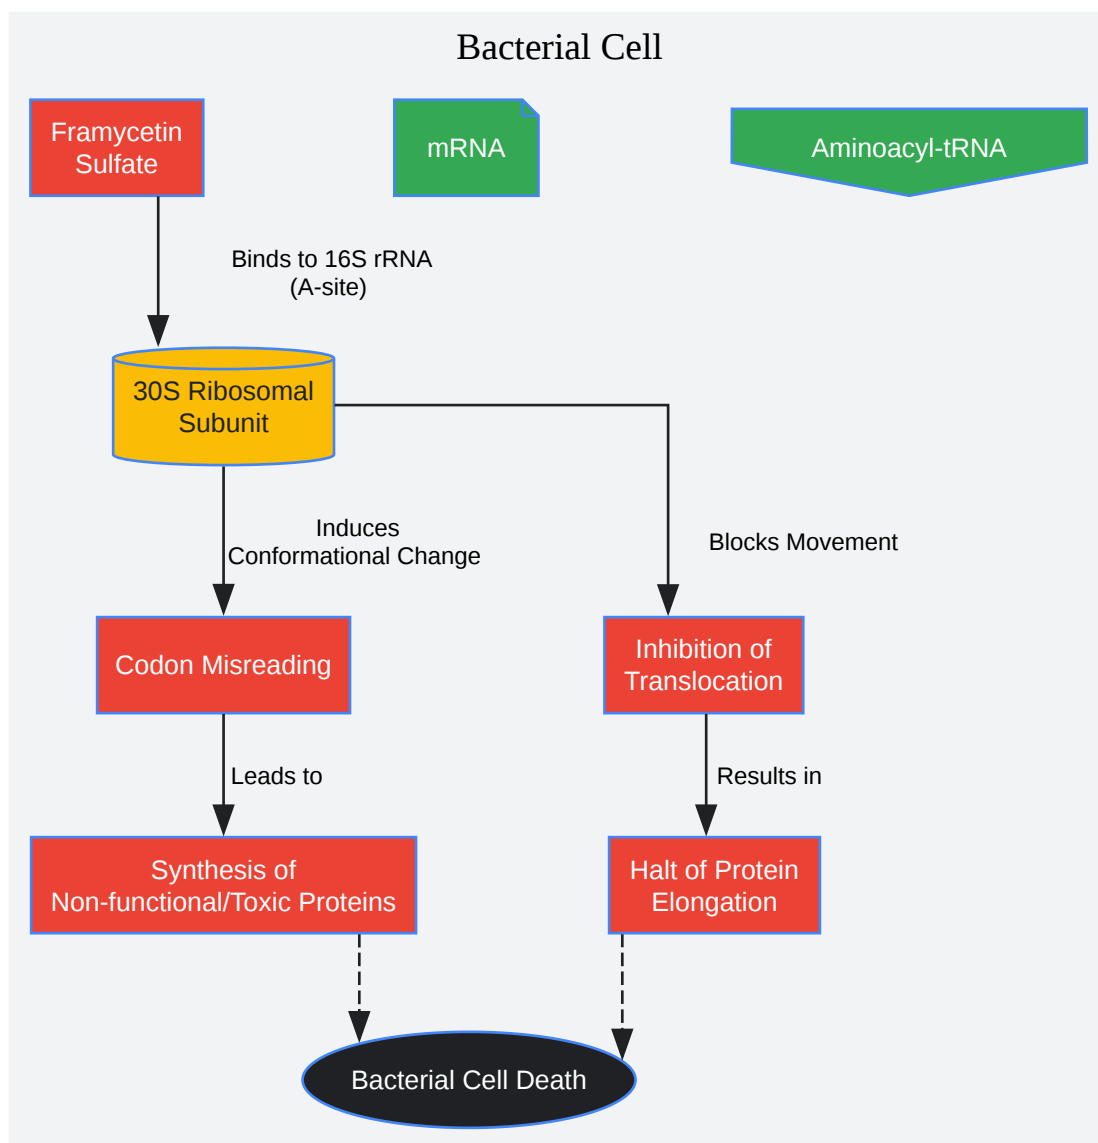 Bacterial Cell
Framycetin
Sulfate
mRNA
Aminoacyl-tRNA
Binds to 16S rRNA
(A-site)
30S Ribosomal
Subunit
Induces
Conformational Change
Blocks Movement
Codon Misreading
Inhibition of
Translocation
Leads to
Results in
Synthesis of
Non-functional/Toxic Proteins
Halt of Protein
Elongation
Bacterial Cell Death